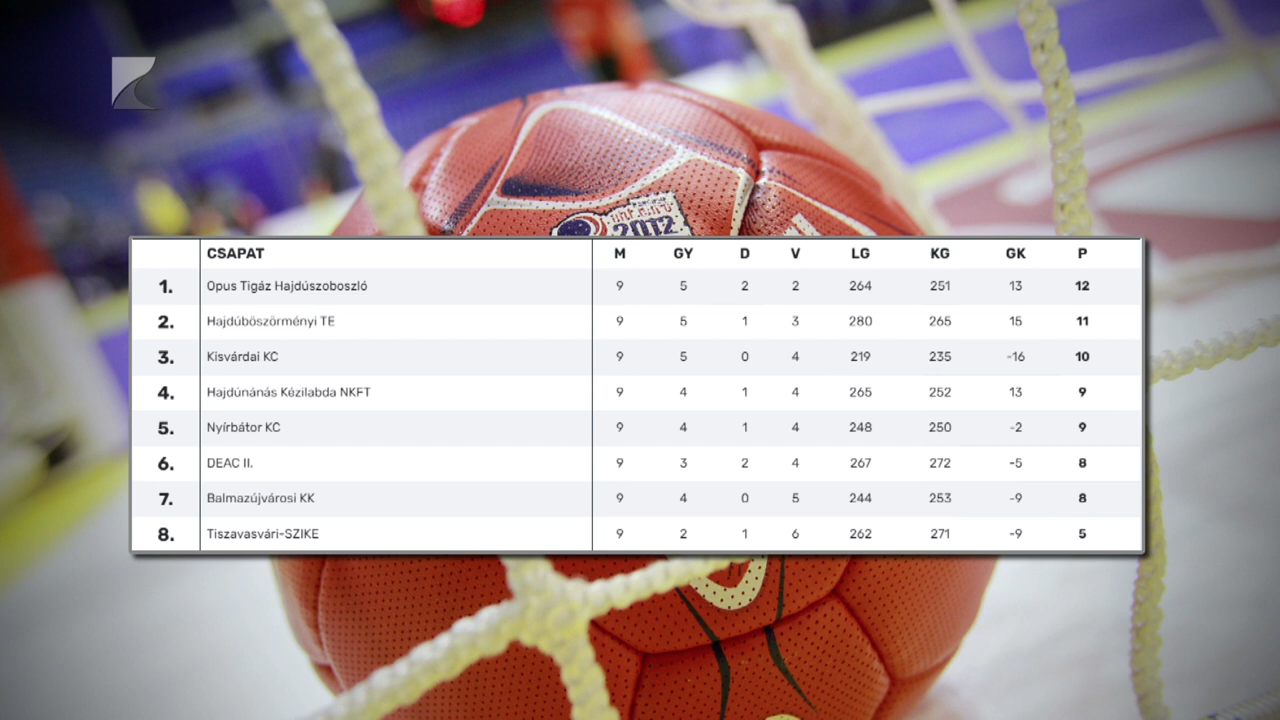 2012
CSAPAT M GY D V LG KG GK P
1. Opus Tigáz Hajdúszoboszló 9 5 2 2 264 251 13 12
2. Hajdúböszörményi TE 9 5 1 3 280 265 15 11
3. Kisvárdai KC 9 5 0 4 219 235 -16 10
4. Hajdúnánás Kézilabda NKFT 9 4 1 4 265 252 13 9
5. Nyírbátor KC 9 4 1 4 248 250 -2 9
6. DEAC II. 9 3 2 4 267 272 -5 8
7. Balmazújvárosi KK 9 4 0 5 244 253 -9 8
8. Tiszavasvári-SZIKE 9 2 1 6 262 271 -9 5